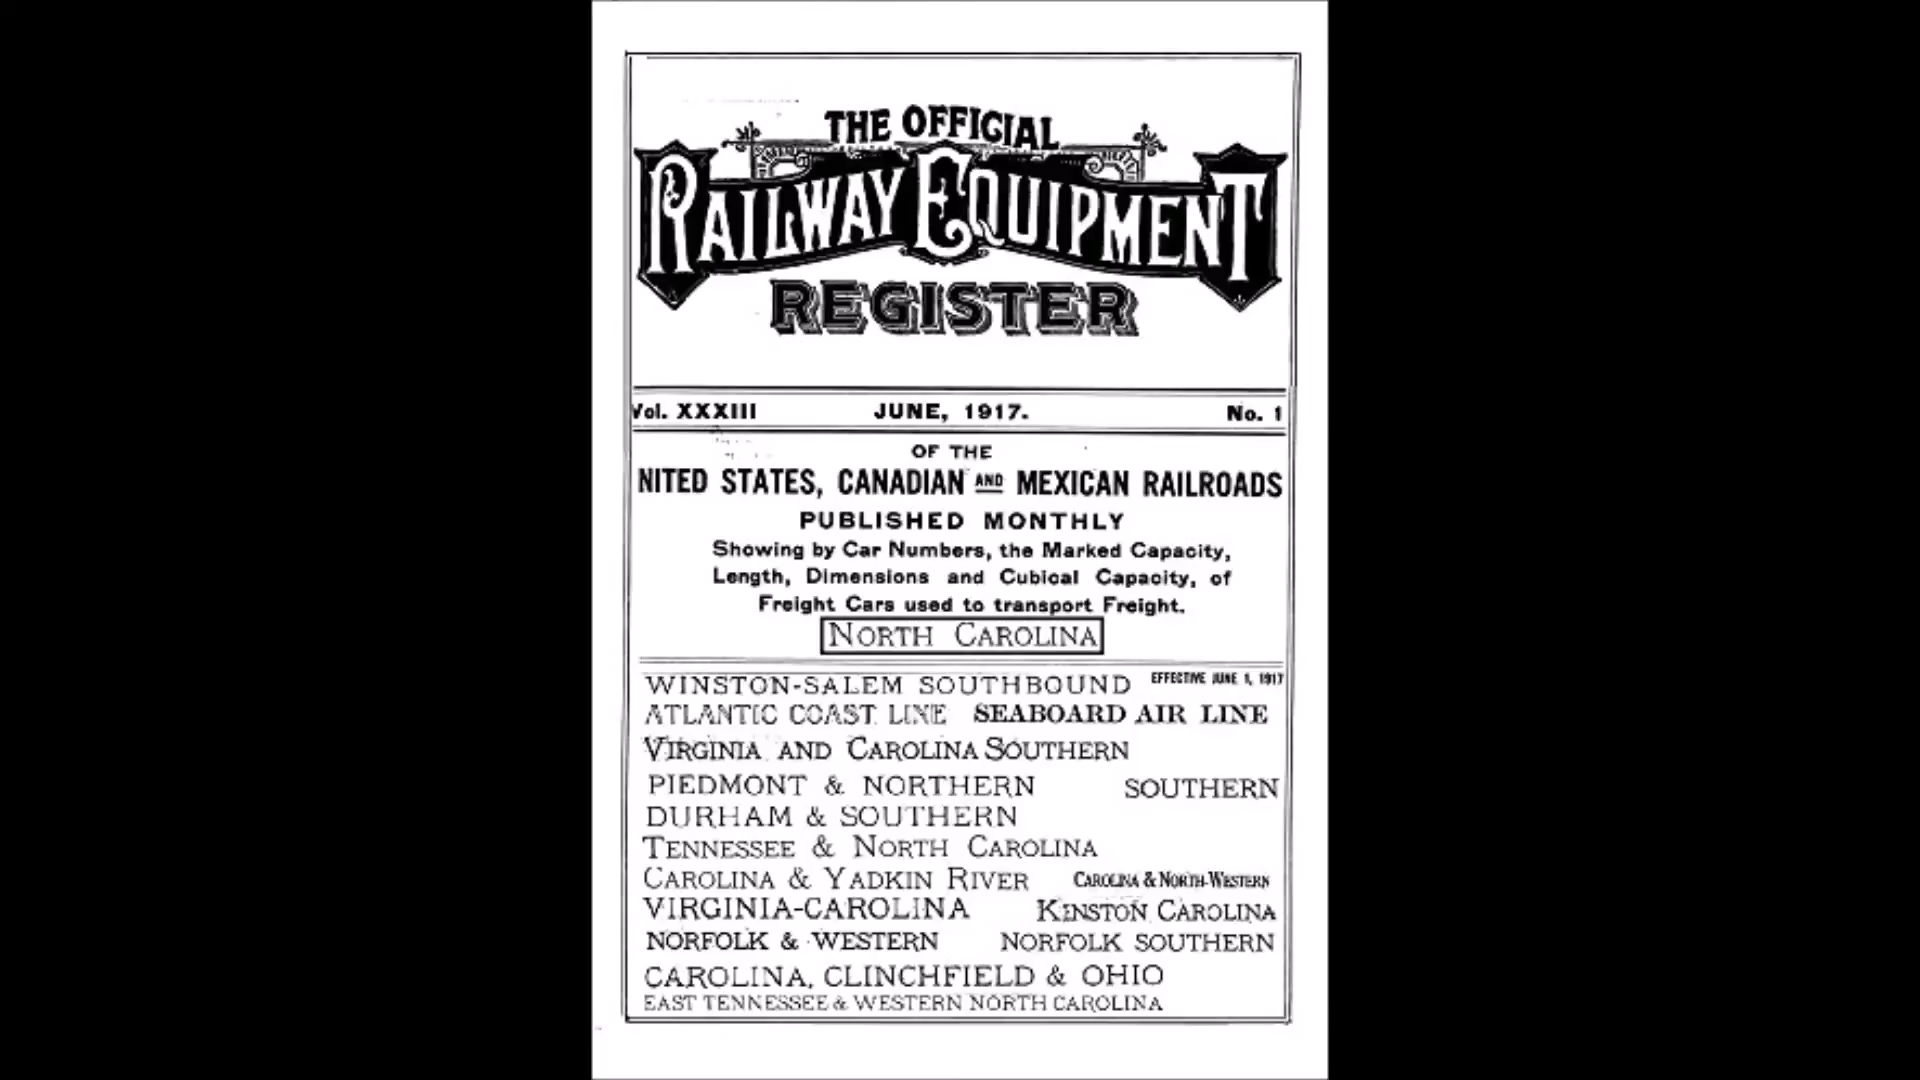 THE OFFICIAL
RAILWAY EQUIPMENT
REGISTER
Vol. XXXIII JUNE, 1917. No. 1
OF THE
NITED STATES, CANADIAN AND MEXICAN RAILROADS
PUBLISHED MONTHLY
Showing by Car Numbers, the Marked Capacity,
Length, Dimensions and Cubical Capacity, of
Freight Cars used to transport Freight.
NORTH CAROLINA
WINSTON-SALEM SOUTHBOUND EFFECTIVE JUNE 1, 1917
ATLANTIC COAST LINE SEABOARD AIR LINE
VIRGINIA AND CAROLINA SOUTHERN
PIEDMONT & NORTHERN SOUTHERN
DURHAM & SOUTHERN
TENNESSEE & NORTH CAROLINA
CAROLINA & YADKIN RIVER CAROLINA & NORTH-WESTERN
VIRGINIA-CAROLINA KINSTON CAROLINA
NORFOLK & WESTERN NORFOLK SOUTHERN
CAROLINA, CLINCHFIELD & OHIO
EAST TENNESSEE & WESTERN NORTH CAROLINA